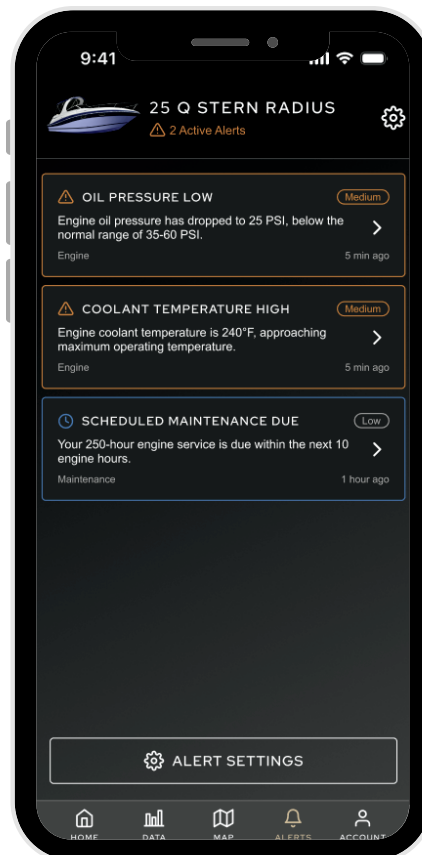 9:41
25 Q STERN RADIUS
2 Active Alerts
OIL PRESSURE LOW
Medium
Engine oil pressure has dropped to 25 PSI, below the
normal range of 35-60 PSI.
Engine
5 min ago
COOLANT TEMPERATURE HIGH
Medium
Engine coolant temperature is 240°F, approaching
maximum operating temperature.
Engine
5 min ago
SCHEDULED MAINTENANCE DUE
Low
Your 250-hour engine service is due within the next 10
engine hours.
Maintenance
1 hour ago
ALERT SETTINGS
HOME DATA MAP ALERTS ACCOUNT